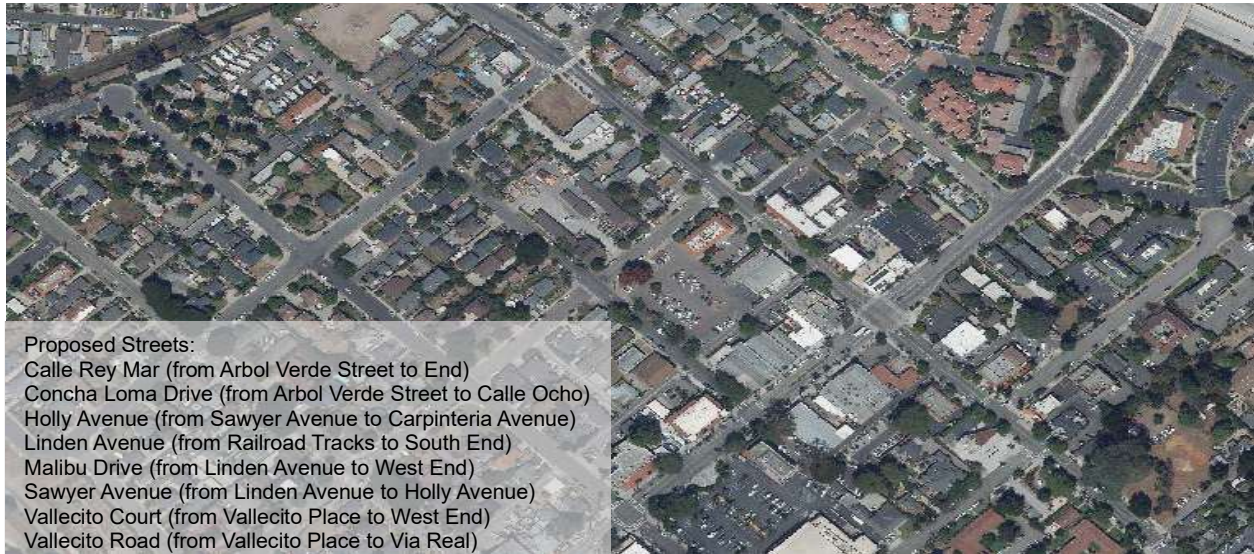 Proposed Streets:
Calle Rey Mar (from Arbol Verde Street to End)
Concha Loma Drive (from Arbol Verde Street to Calle Ocho)
Holly Avenue (from Sawyer Avenue to Carpinteria Avenue)
Linden Avenue (from Railroad Tracks to South End)
Malibu Drive (from Linden Avenue to West End)
Sawyer Avenue (from Linden Avenue to Holly Avenue)
Vallecito Court (from Vallecito Place to West End)
Vallecito Road (from Vallecito Place to Via Real)